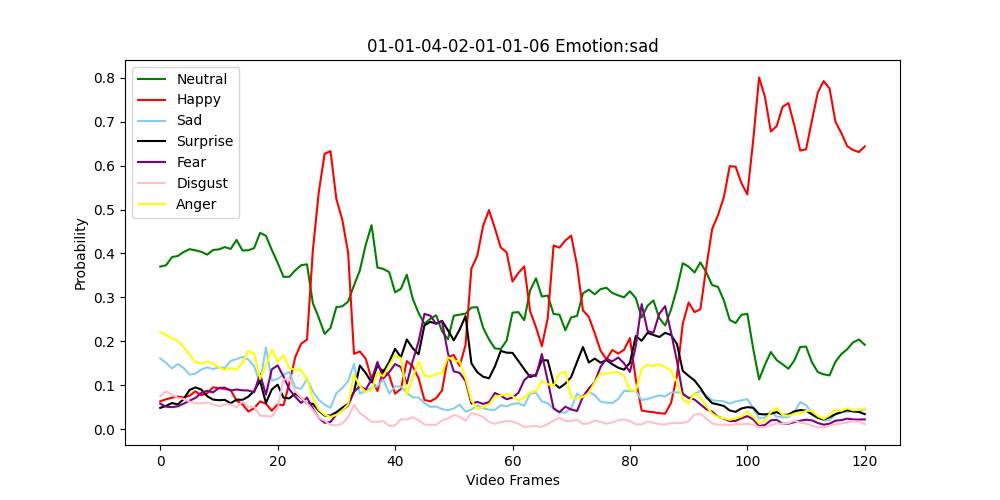 01-01-04-02-01-01-06 Emotion:sad
Neutral
Happy
Sad
Surprise
Fear
Disgust
Anger
Probability
0.8
0.7
0.6
0.5
0.4
0.3
0.2
0.1
0.0
0 20 40 60 80 100 120
Video Frames